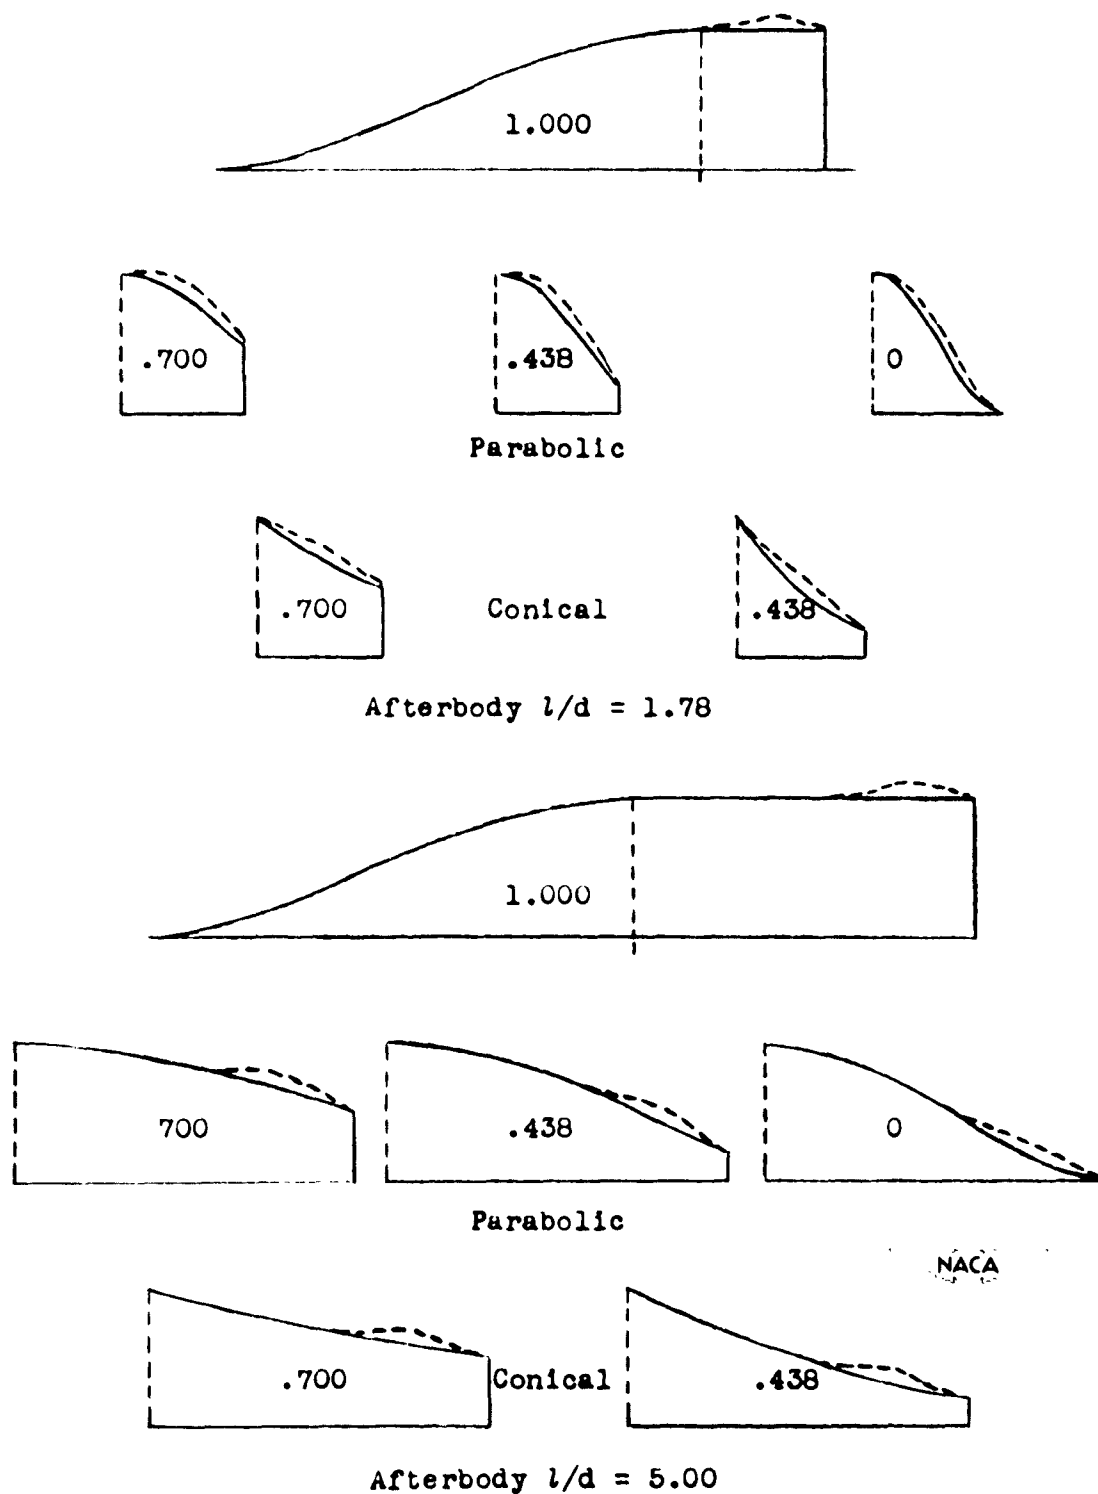 1.000
.700 .438 0
Parabolic
.700 Conical .438
Afterbody l/d = 1.78
1.000
700 .438 0
Parabolic
NACA
.700 Conical .438
Afterbody l/d = 5.00